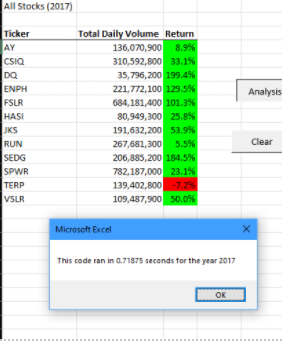 All Stocks (2017)
Ticker Total Daily Volume Return
AY 136,070,900 8.9%
CSIQ 310,592,800 33.1%
DQ 35,796,200 199.4%
ENPH 221,772,100 129.5%
FSLR 684,181,400 101.3%
HASI 80,949,300 25.8%
JKS 191,632,200 53.9%
RUN 267,681,300 5.5%
SEDG 206,885,200 184.5%
SPWR 782,187,000 23.1%
TERP 139,402,800 -7.2%
VSLR 109,487,900 50.0%
Analysis
Clear
Microsoft Excel
This code ran in 0.71875 seconds for the year 2017
OK